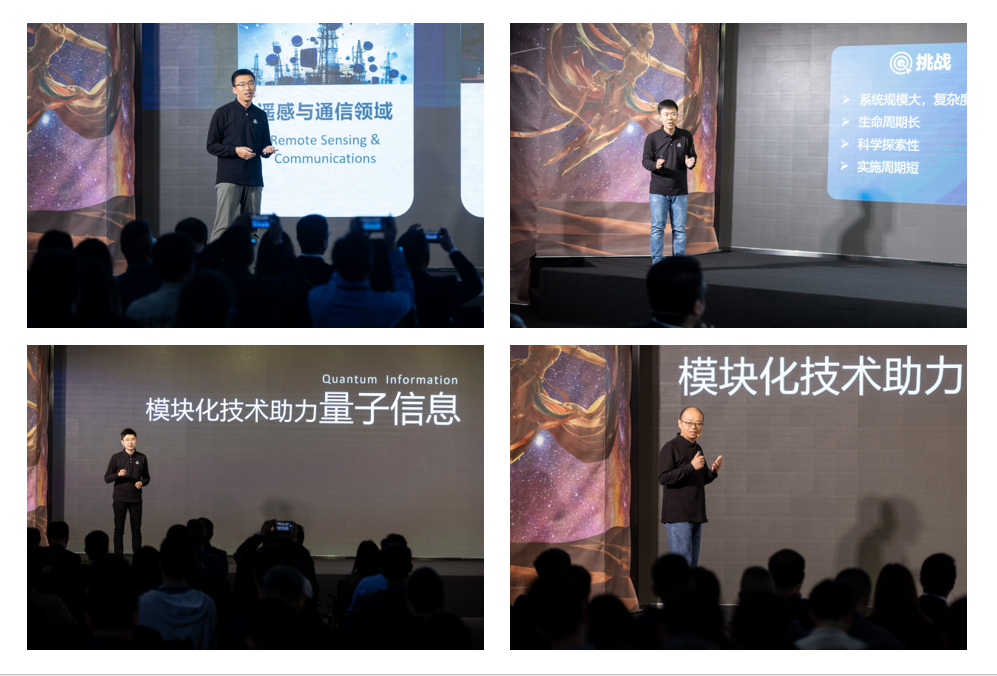 遥感与通信领域
Remote Sensing &
Communications
挑战
➢ 系统规模大，复杂度
➢ 生命周期长
➢ 科学探索性
➢ 实施周期短
Quantum Information
模块化技术助力量子信息
模块化技术助力